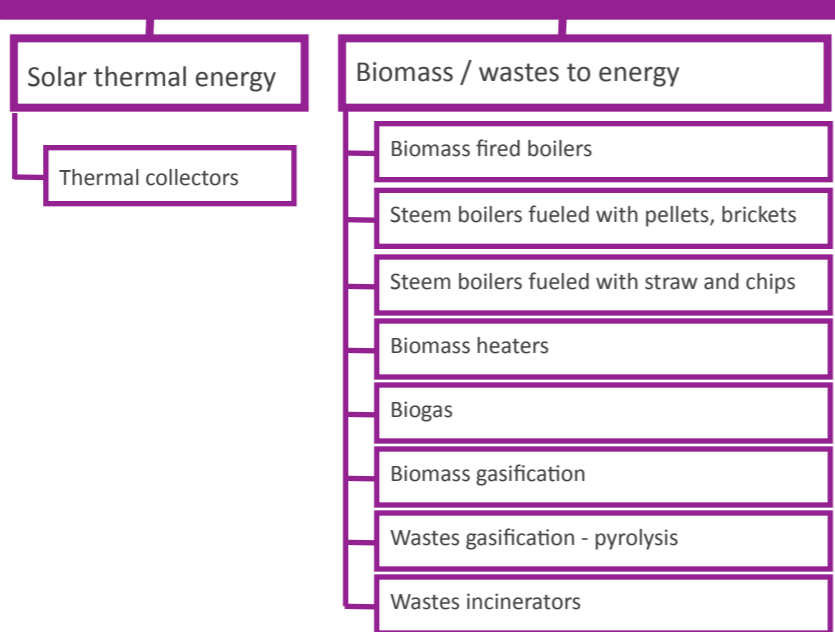 Solar thermal energy
Thermal collectors
Biomass / wastes to energy
Biomass fired boilers
Steem boilers fueled with pellets, brickets
Steem boilers fueled with straw and chips
Biomass heaters
Biogas
Biomass gasification
Wastes gasification - pyrolysis
Wastes incinerators